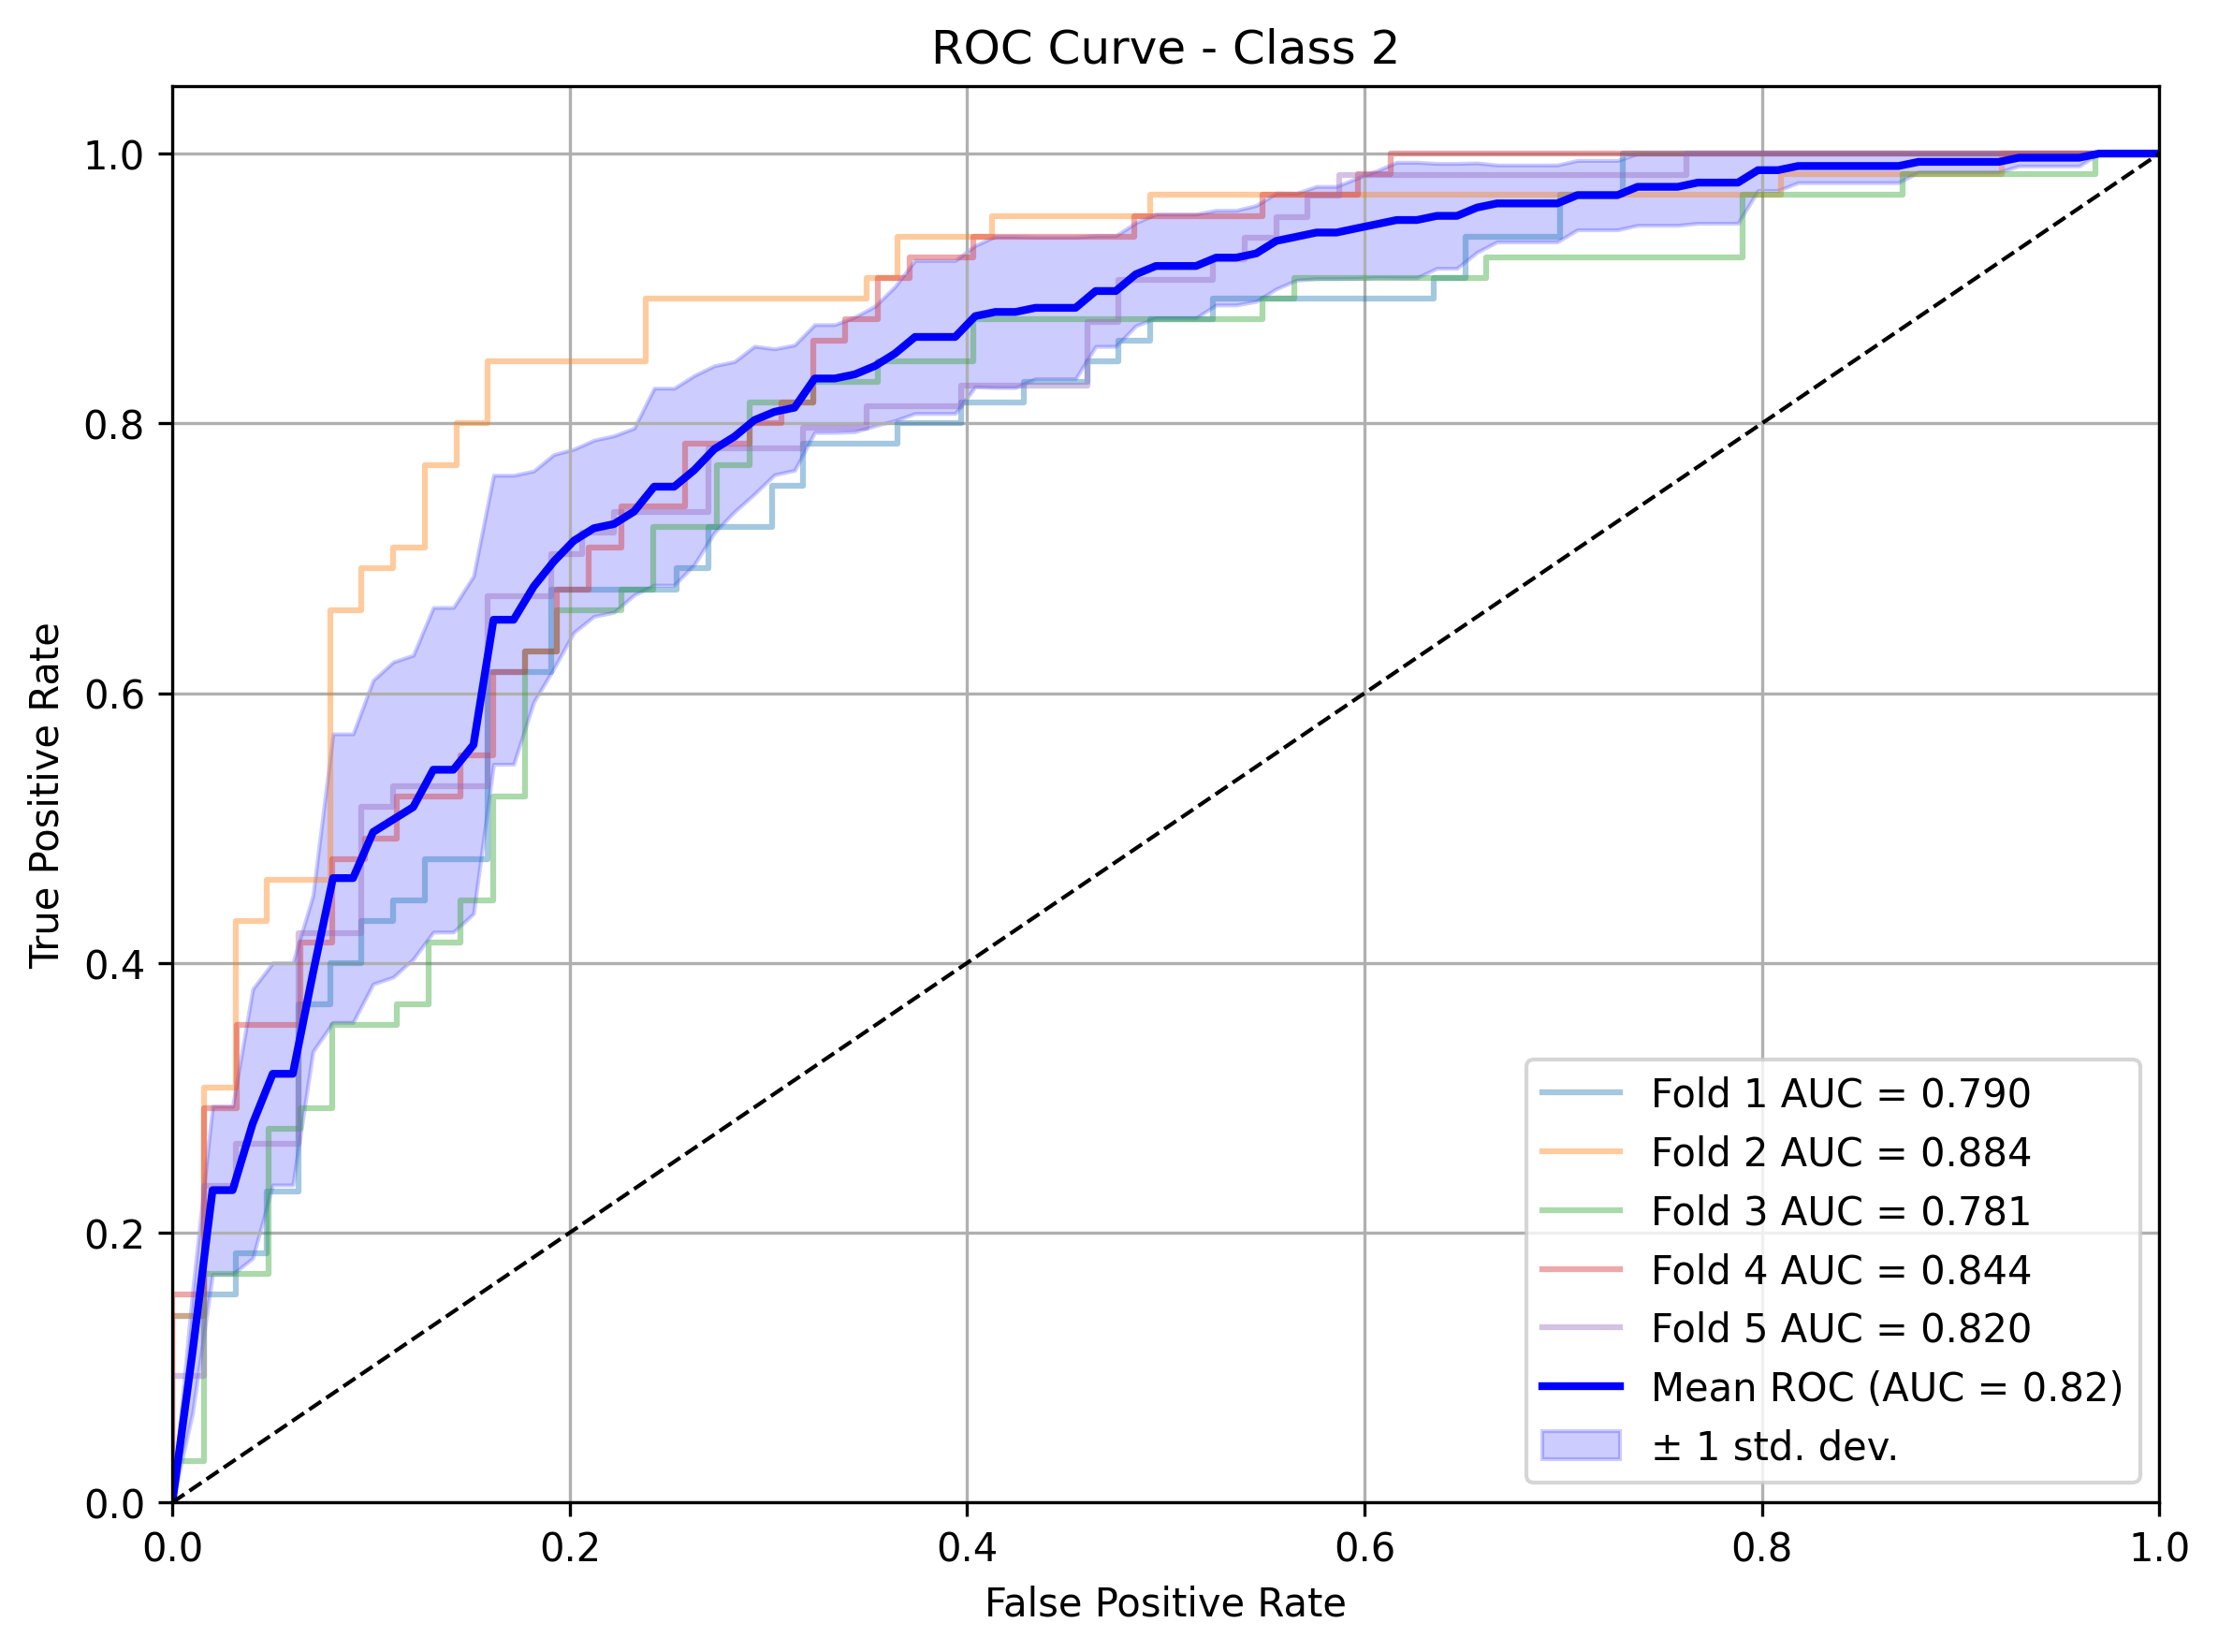 ROC Curve - Class 2
True Positive Rate
1.0
0.8
0.6
0.4
0.2
0.0
0.0 0.2 0.4 0.6 0.8 1.0
False Positive Rate
Fold 1 AUC = 0.790
Fold 2 AUC = 0.884
Fold 3 AUC = 0.781
Fold 4 AUC = 0.844
Fold 5 AUC = 0.820
Mean ROC (AUC = 0.82)
± 1 std. dev.